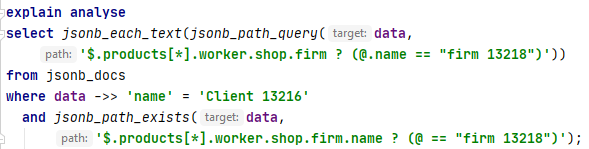 explain analyse
select jsonb_each_text(jsonb_path_query( target: data,
path: '$.products[*].worker.shop.firm ? (@.name == "firm 13218")'))
from jsonb_docs
where data ->> 'name' = 'Client 13216'
and jsonb_path_exists( target: data,
path: '$.products[*].worker.shop.firm.name ? (@ == "firm 13218")');